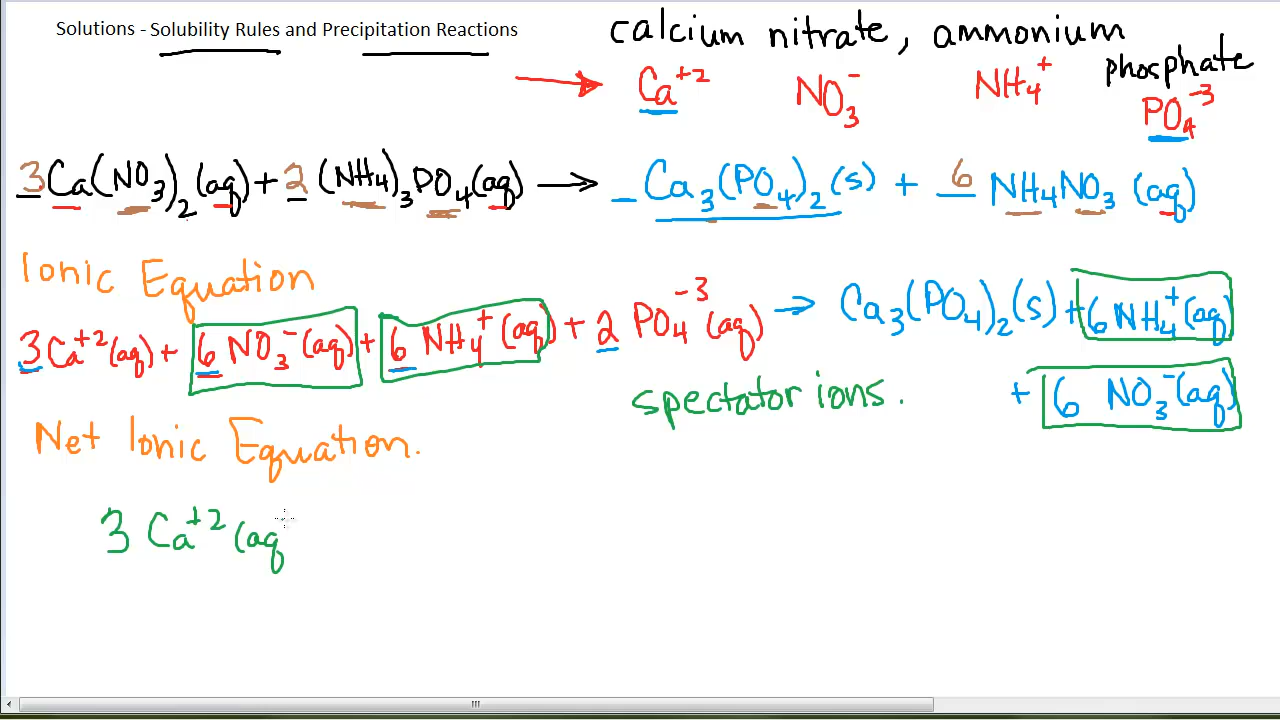 Solutions - Solubility Rules and Precipitation Reactions
calcium nitrate, ammonium
phosphate
Ca⁺² NO₃⁻ NH₄⁺ PO₄⁻³
3Ca(NO₃)₂(aq) + 2(NH₄)₃PO₄(aq) → _Ca₃(PO₄)₂(s) + 6 NH₄NO₃ (aq)
Ionic Equation
3Ca⁺²(aq) + 6 NO₃⁻(aq) + 6 NH₄⁺(aq) + 2 PO₄⁻³(aq) → Ca₃(PO₄)₂(s) + 6NH₄⁺(aq)
+ 6 NO₃⁻(aq)
spectator ions.
Net Ionic Equation.
3 Ca⁺²(aq